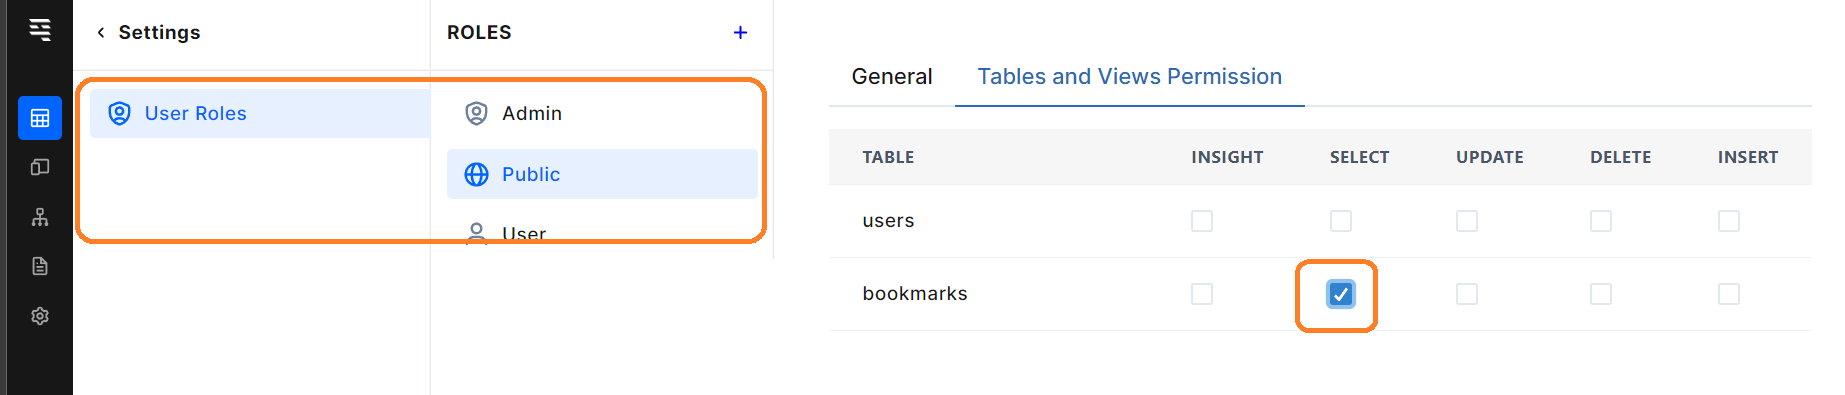 Settings
User Roles
ROLES +
Admin
Public
User
General Tables and Views Permission
TABLE INSIGHT SELECT UPDATE DELETE INSERT
users
bookmarks